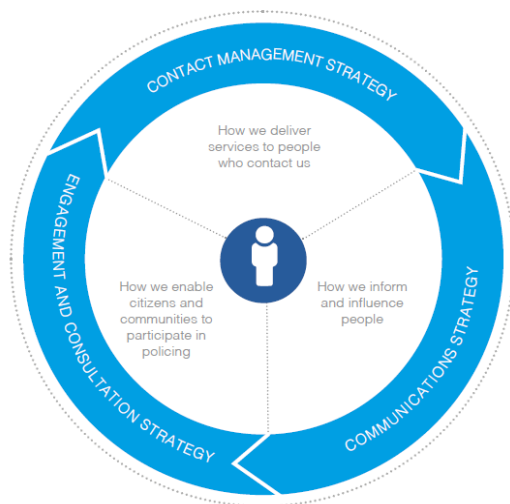 CONTACT MANAGEMENT STRATEGY
How we deliver
services to people
who contact us
How we enable
citizens and
communities to
participate in
policing
How we inform
and influence
people
ENGAGEMENT AND CONSULTATION STRATEGY
COMMUNICATIONS STRATEGY